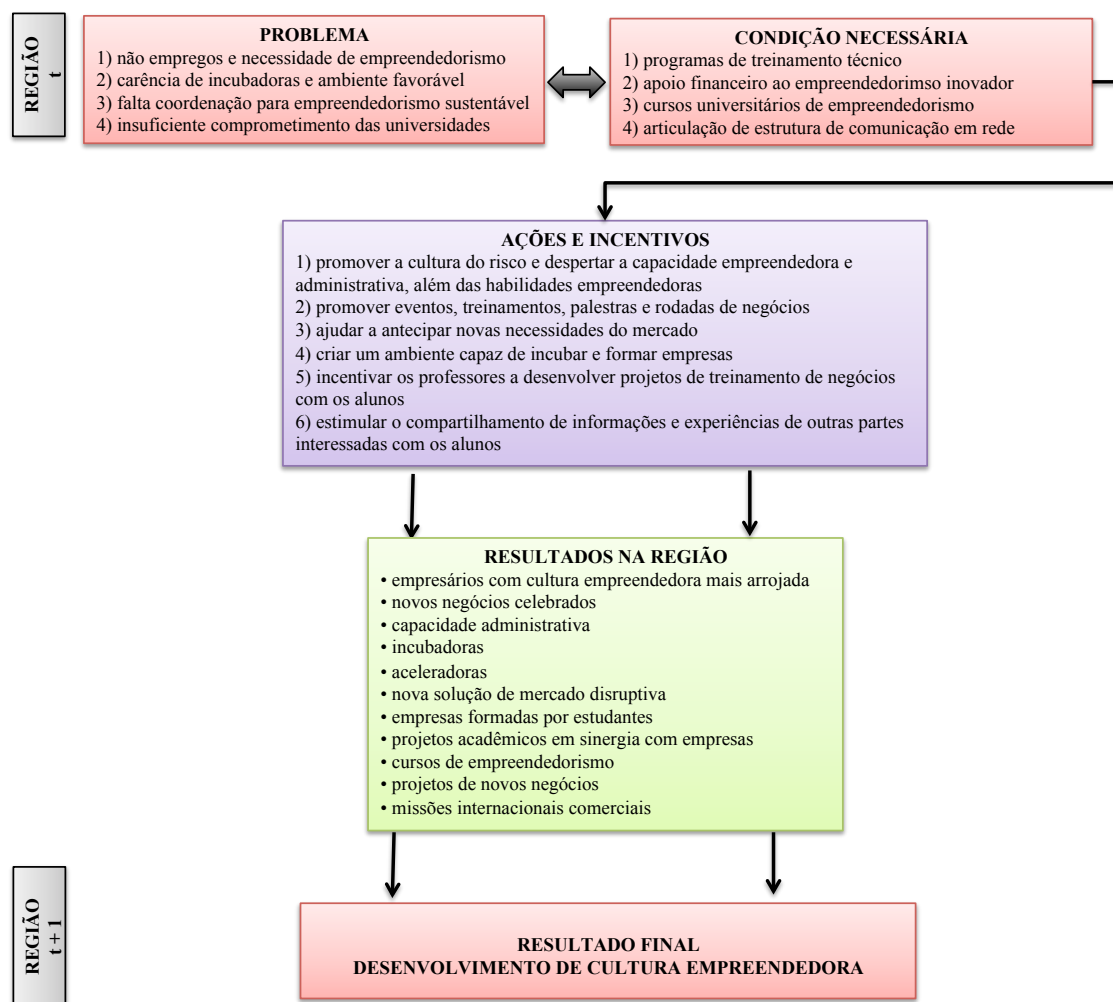 REGIÃO
t
PROBLEMA
1) não empregos e necessidade de empreendedorismo
2) carência de incubadoras e ambiente favorável
3) falta coordenação para empreendedorismo sustentável
4) insuficiente comprometimento das universidades
CONDIÇÃO NECESSÁRIA
1) programas de treinamento técnico
2) apoio financeiro ao empreendedorimso inovador
3) cursos universitários de empreendedorismo
4) articulação de estrutura de comunicação em rede
AÇÕES E INCENTIVOS
1) promover a cultura do risco e despertar a capacidade empreendedora e
administrativa, além das habilidades empreendedoras
2) promover eventos, treinamentos, palestras e rodadas de negócios
3) ajudar a antecipar novas necessidades do mercado
4) criar um ambiente capaz de incubar e formar empresas
5) incentivar os professores a desenvolver projetos de treinamento de negócios
com os alunos
6) estimular o compartilhamento de informações e experiências de outras partes
interessadas com os alunos
RESULTADOS NA REGIÃO
• empresários com cultura empreendedora mais arrojada
• novos negócios celebrados
• capacidade administrativa
• incubadoras
• aceleradoras
• nova solução de mercado disruptiva
• empresas formadas por estudantes
• projetos acadêmicos em sinergia com empresas
• cursos de empreendedorismo
• projetos de novos negócios
• missões internacionais comerciais
REGIÃO
t + 1
RESULTADO FINAL
DESENVOLVIMENTO DE CULTURA EMPREENDEDORA